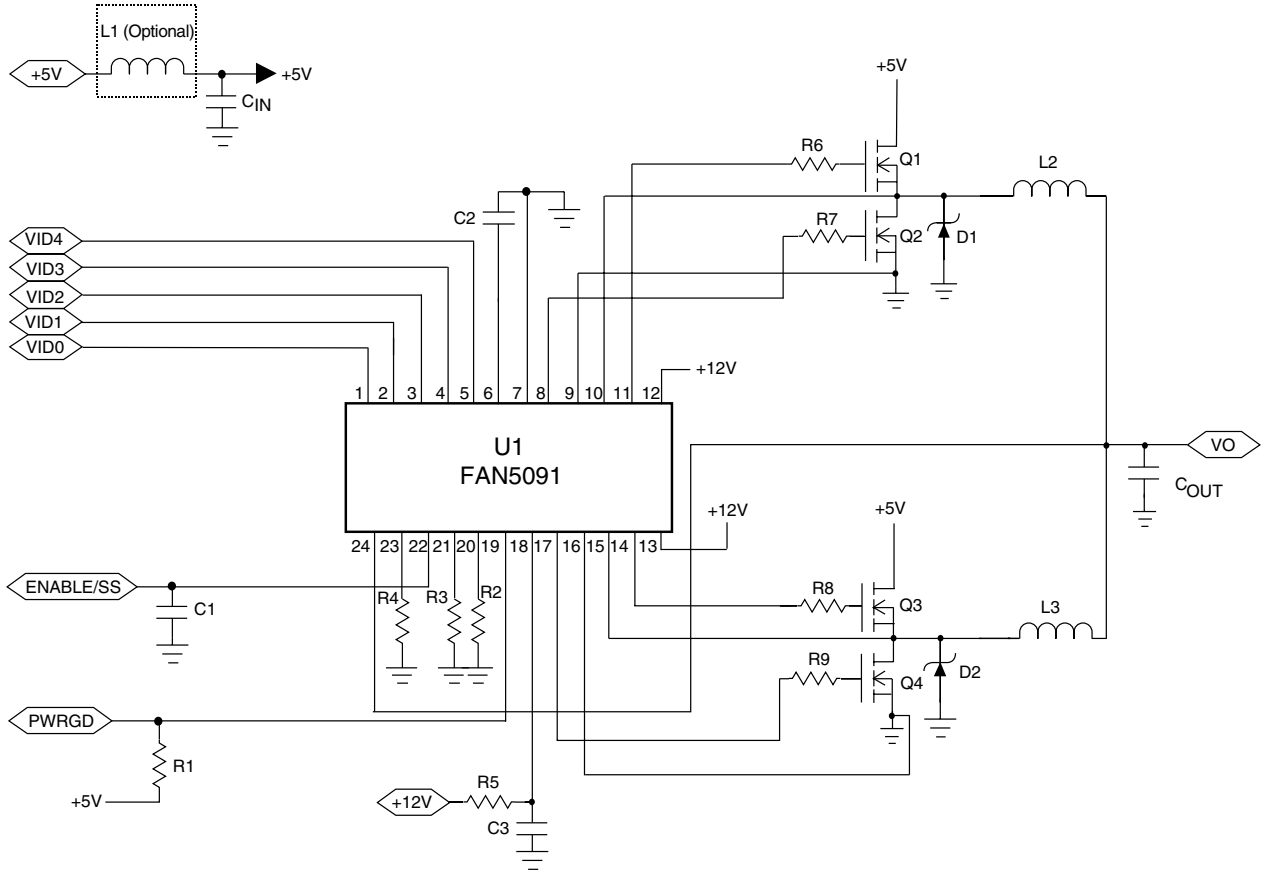 L1 (Optional)
+5V
+5V
CIN
+5V
R6
Q1
L2
C2
R7
Q2
D1
VID4
VID3
VID2
VID1
VID0
+12V
1 2 3 4 5 6 7 8 9 10 11 12
U1
FAN5091
VO
COUT
+12V
+5V
24 23 22 21 20 19 18 17 16 15 14 13
ENABLE/SS
C1
R4
R3
R2
R8
Q3
L3
R9
Q4
D2
PWRGD
R1
+5V
+12V
R5
C3